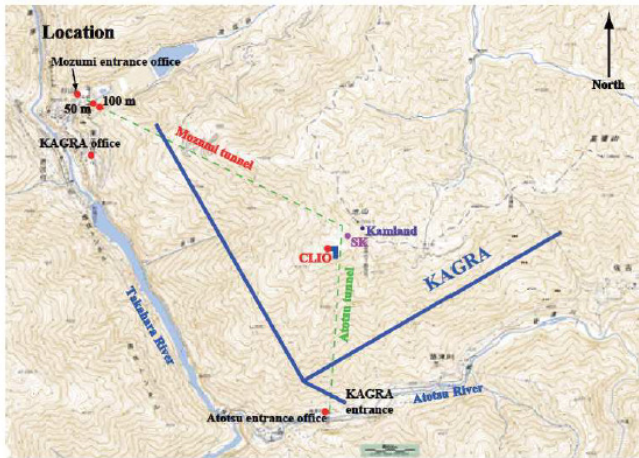 Location
Mozumi entrance office
50 m
100 m
KAGRA office
North
Mozumi tunnel
Kamland
SK
CLIO
KAGRA
Atotsu tunnel
Takahara River
KAGRA
entrance
Atotsu River
Atotsu entrance office